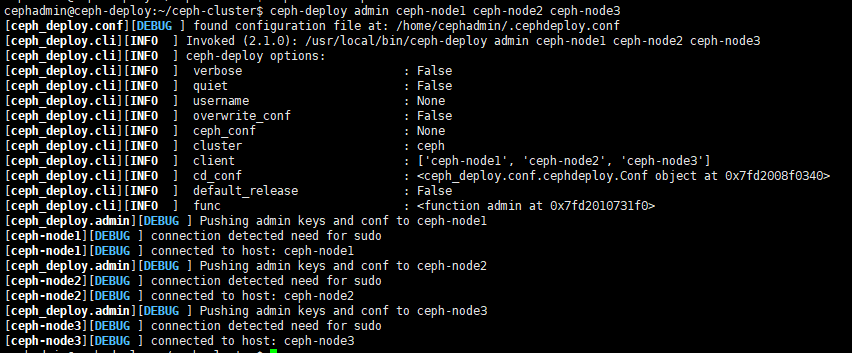 cephadmin@ceph-deploy:~/ceph-cluster$ ceph-deploy admin ceph-node1 ceph-node2 ceph-node3
[ceph_deploy.conf][DEBUG ] found configuration file at: /home/cephadmin/.cephdeploy.conf
[ceph_deploy.cli][INFO  ] Invoked (2.1.0): /usr/local/bin/ceph-deploy admin ceph-node1 ceph-node2 ceph-node3
[ceph_deploy.cli][INFO  ] ceph-deploy options:
[ceph_deploy.cli][INFO  ]  verbose                       : False
[ceph_deploy.cli][INFO  ]  quiet                         : False
[ceph_deploy.cli][INFO  ]  username                      : None
[ceph_deploy.cli][INFO  ]  overwrite_conf                : False
[ceph_deploy.cli][INFO  ]  ceph_conf                     : None
[ceph_deploy.cli][INFO  ]  cluster                       : ceph
[ceph_deploy.cli][INFO  ]  client                        : ['ceph-node1', 'ceph-node2', 'ceph-node3']
[ceph_deploy.cli][INFO  ]  cd_conf                       : <ceph_deploy.conf.cephdeploy.Conf object at 0x7fd2008f0340>
[ceph_deploy.cli][INFO  ]  default_release               : False
[ceph_deploy.cli][INFO  ]  func                          : <function admin at 0x7fd2010731f0>
[ceph_deploy.admin][DEBUG ] Pushing admin keys and conf to ceph-node1
[ceph-node1][DEBUG ] connection detected need for sudo
[ceph-node1][DEBUG ] connected to host: ceph-node1
[ceph_deploy.admin][DEBUG ] Pushing admin keys and conf to ceph-node2
[ceph-node2][DEBUG ] connection detected need for sudo
[ceph-node2][DEBUG ] connected to host: ceph-node2
[ceph_deploy.admin][DEBUG ] Pushing admin keys and conf to ceph-node3
[ceph-node3][DEBUG ] connection detected need for sudo
[ceph-node3][DEBUG ] connected to host: ceph-node3